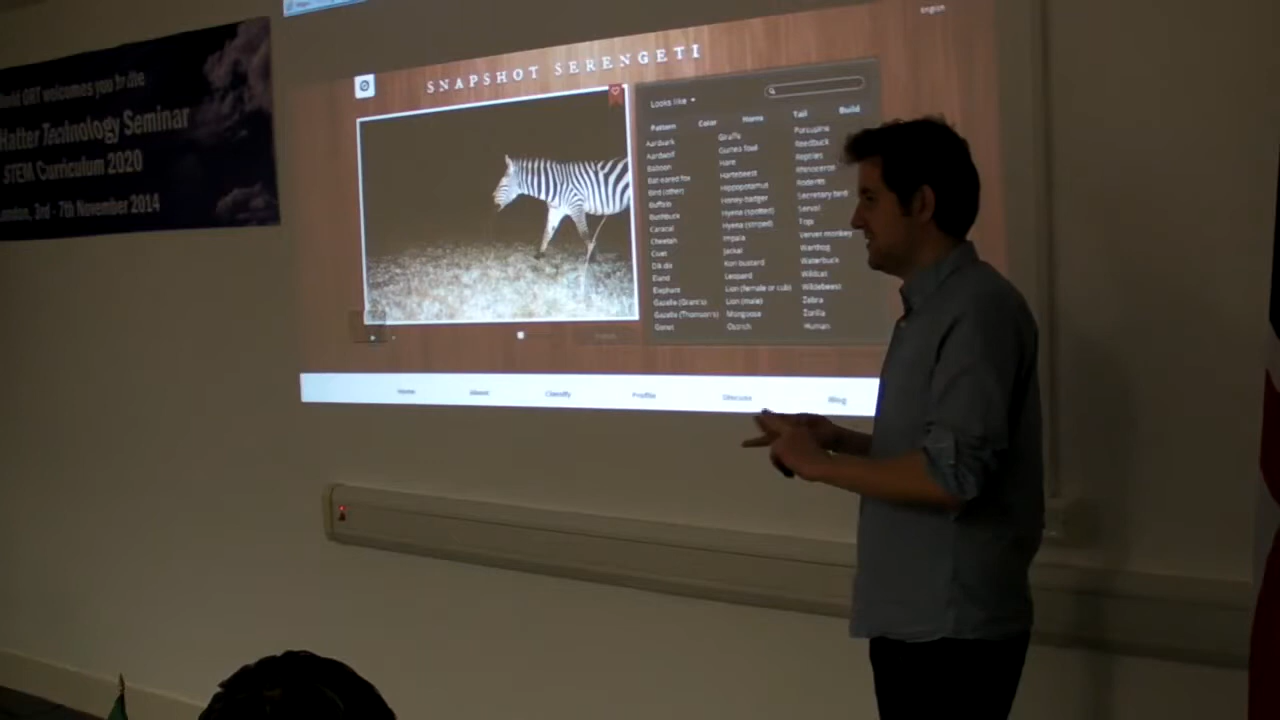 World ORT welcomes you to the
Hatter Technology Seminar
STEM Curriculum 2020
London, 3rd - 7th November 2014
English
SNAPSHOT SERENGETI
Looks like
Pattern Color Horns Tail Build
Aardvark Giraffe Porcupine
Aardwolf Guinea fowl Reedbuck
Baboon Hare Reptiles
Bat-eared fox Hartebeest Rhinoceros
Bird (other) Hippopotamus Rodents
Buffalo Honey-badger Secretary bird
Bushbuck Hyena (spotted) Serval
Caracal Hyena (striped) Topi
Cheetah Impala Vervet monkey
Civet Jackal Warthog
Dik dik Kori bustard Waterbuck
Eland Leopard Wildcat
Elephant Lion (female or cub) Wildebeest
Gazelle (Grant's) Lion (male) Zebra
Gazelle (Thomson's) Mongoose Zorilla
Genet Ostrich Human
Home About Classify Profile Discuss Blog